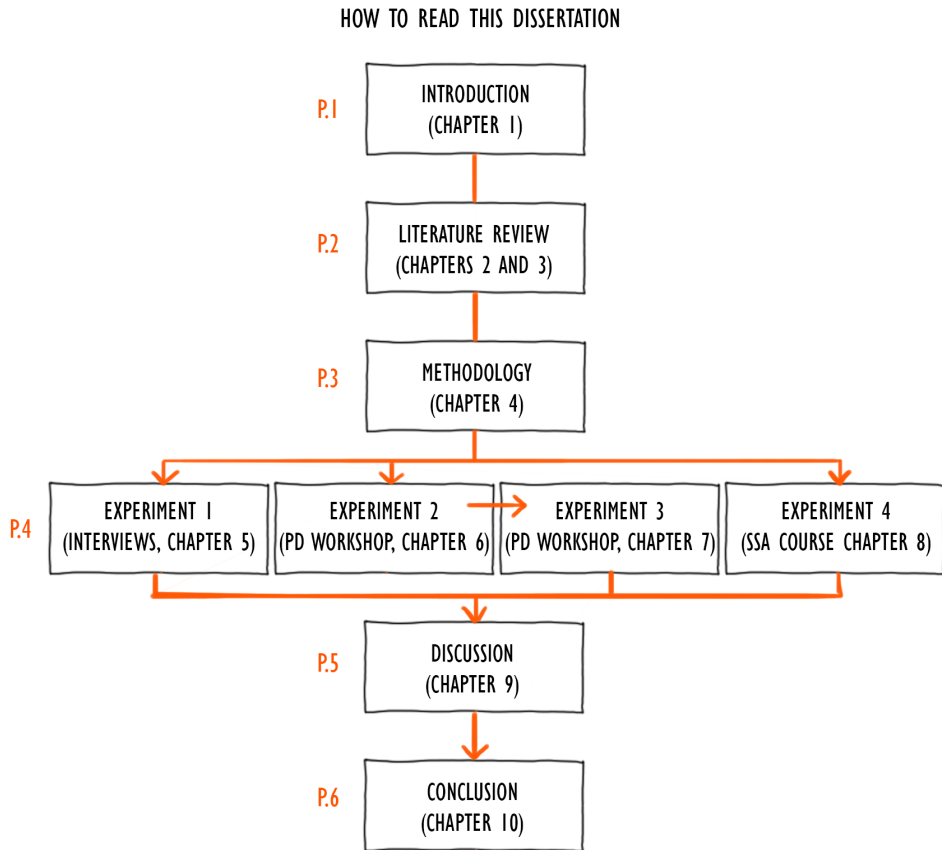 HOW TO READ THIS DISSERTATION
P.1
INTRODUCTION
(CHAPTER 1)
P.2
LITERATURE REVIEW
(CHAPTERS 2 AND 3)
P.3
METHODOLOGY
(CHAPTER 4)
P.4
EXPERIMENT 1
(INTERVIEWS, CHAPTER 5)
EXPERIMENT 2
(PD WORKSHOP, CHAPTER 6)
EXPERIMENT 3
(PD WORKSHOP, CHAPTER 7)
EXPERIMENT 4
(SSA COURSE CHAPTER 8)
P.5
DISCUSSION
(CHAPTER 9)
P.6
CONCLUSION
(CHAPTER 10)